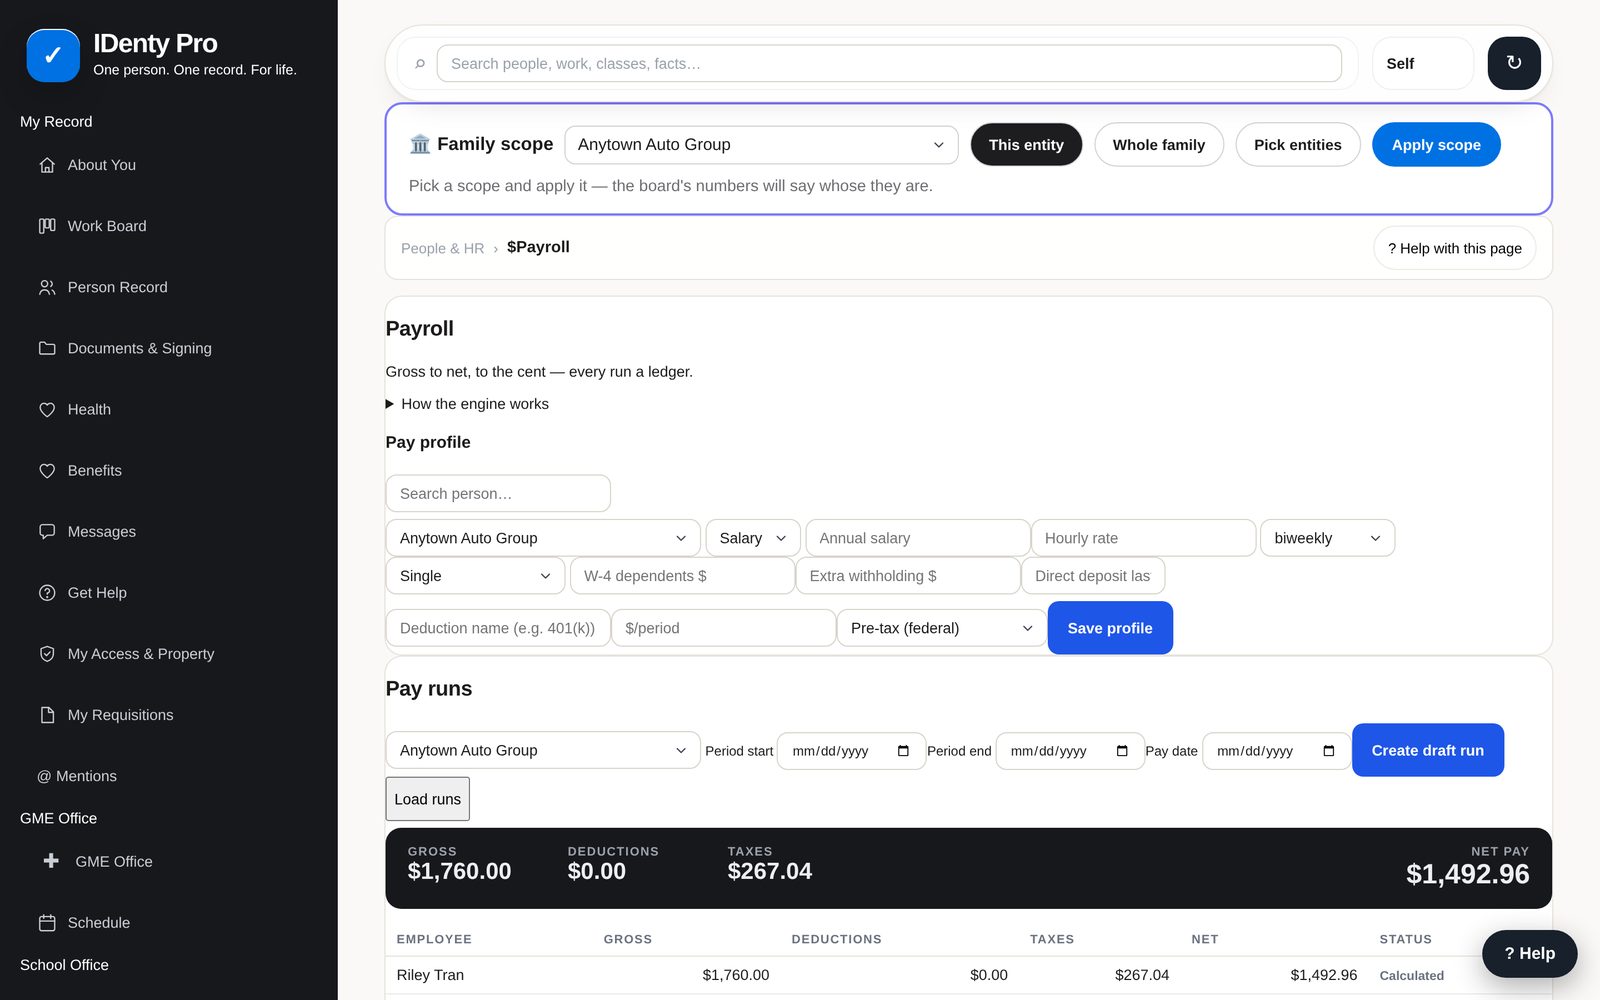 IDenty Pro
One person. One record. For life.
My Record
About You
Work Board
Person Record
Documents & Signing
Health
Benefits
Messages
Get Help
My Access & Property
My Requisitions
@ Mentions
GME Office
GME Office
Schedule
School Office
Search people, work, classes, facts…
Self
Family scope
Anytown Auto Group
This entity
Whole family
Pick entities
Apply scope
Pick a scope and apply it — the board's numbers will say whose they are.
People & HR › $Payroll
? Help with this page
Payroll
Gross to net, to the cent — every run a ledger.
How the engine works
Pay profile
Search person…
Anytown Auto Group Salary Annual salary Hourly rate biweekly
Single W-4 dependents $ Extra withholding $ Direct deposit las
Deduction name (e.g. 401(k)) $/period Pre-tax (federal) Save profile
Pay runs
Anytown Auto Group Period start mm/dd/yyyy Period end mm/dd/yyyy Pay date mm/dd/yyyy Create draft run
Load runs
GROSS DEDUCTIONS TAXES NET PAY
$1,760.00 $0.00 $267.04 $1,492.96
EMPLOYEE GROSS DEDUCTIONS TAXES NET STATUS
Riley Tran $1,760.00 $0.00 $267.04 $1,492.96 Calculated
? Help